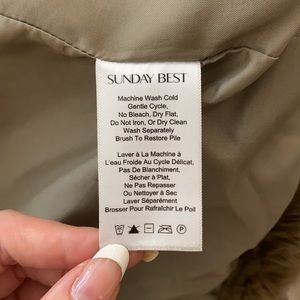 SUNDAY BEST
Machine Wash Cold
Gentle Cycle,
No Bleach, Dry Flat,
Do Not Iron, Or Dry Clean
Wash Separately
Brush To Restore Pile
Laver À La Machine à
L'eau Froide Au Cycle Délicat,
Pas De Blanchiment,
Sécher à Plat,
Ne Pas Repasser
Ou Nettoyer à Sec
Laver Séparément
Brosser Pour Rafraîchir Le Poil
P